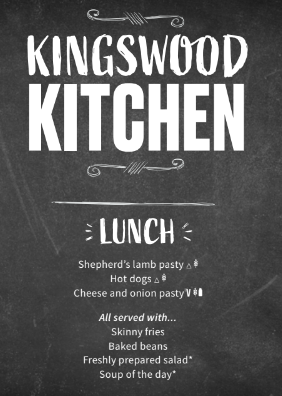 KINGSWOOD
KITCHEN
LUNCH
Shepherd's lamb pasty
Hot dogs
Cheese and onion pasty V
All served with...
Skinny fries
Baked beans
Freshly prepared salad*
Soup of the day*